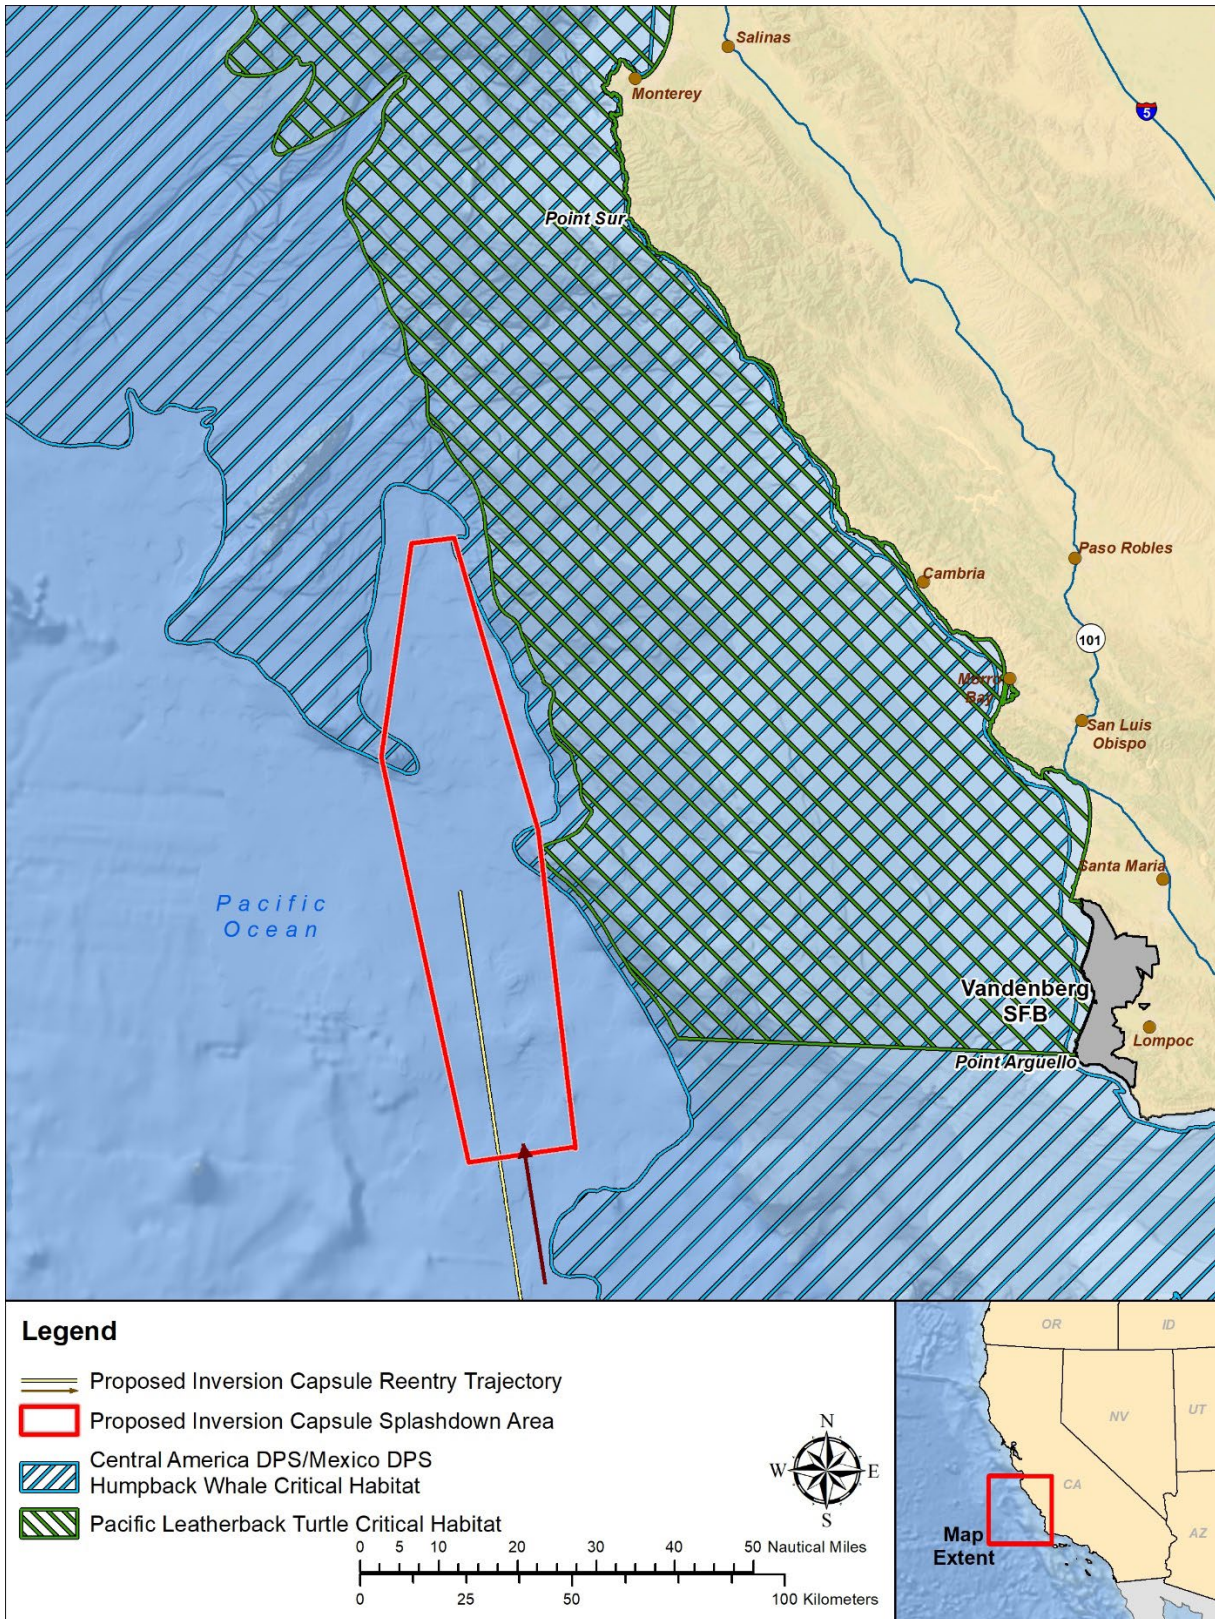 Salinas
Monterey
5
Point Sur
Paso Robles
Cambria
101
Morro
Bay
San Luis
Obispo
Santa Maria
Pacific
Ocean
Vandenberg
SFB
Lompoc
Point Arguello
Legend
Proposed Inversion Capsule Reentry Trajectory
Proposed Inversion Capsule Splashdown Area
Central America DPS/Mexico DPS
Humpback Whale Critical Habitat
Pacific Leatherback Turtle Critical Habitat
N
W E
S
0 5 10 20 30 40 50 Nautical Miles
0 25 50 100 Kilometers
OR ID
NV UT
CA
AZ
Map
Extent